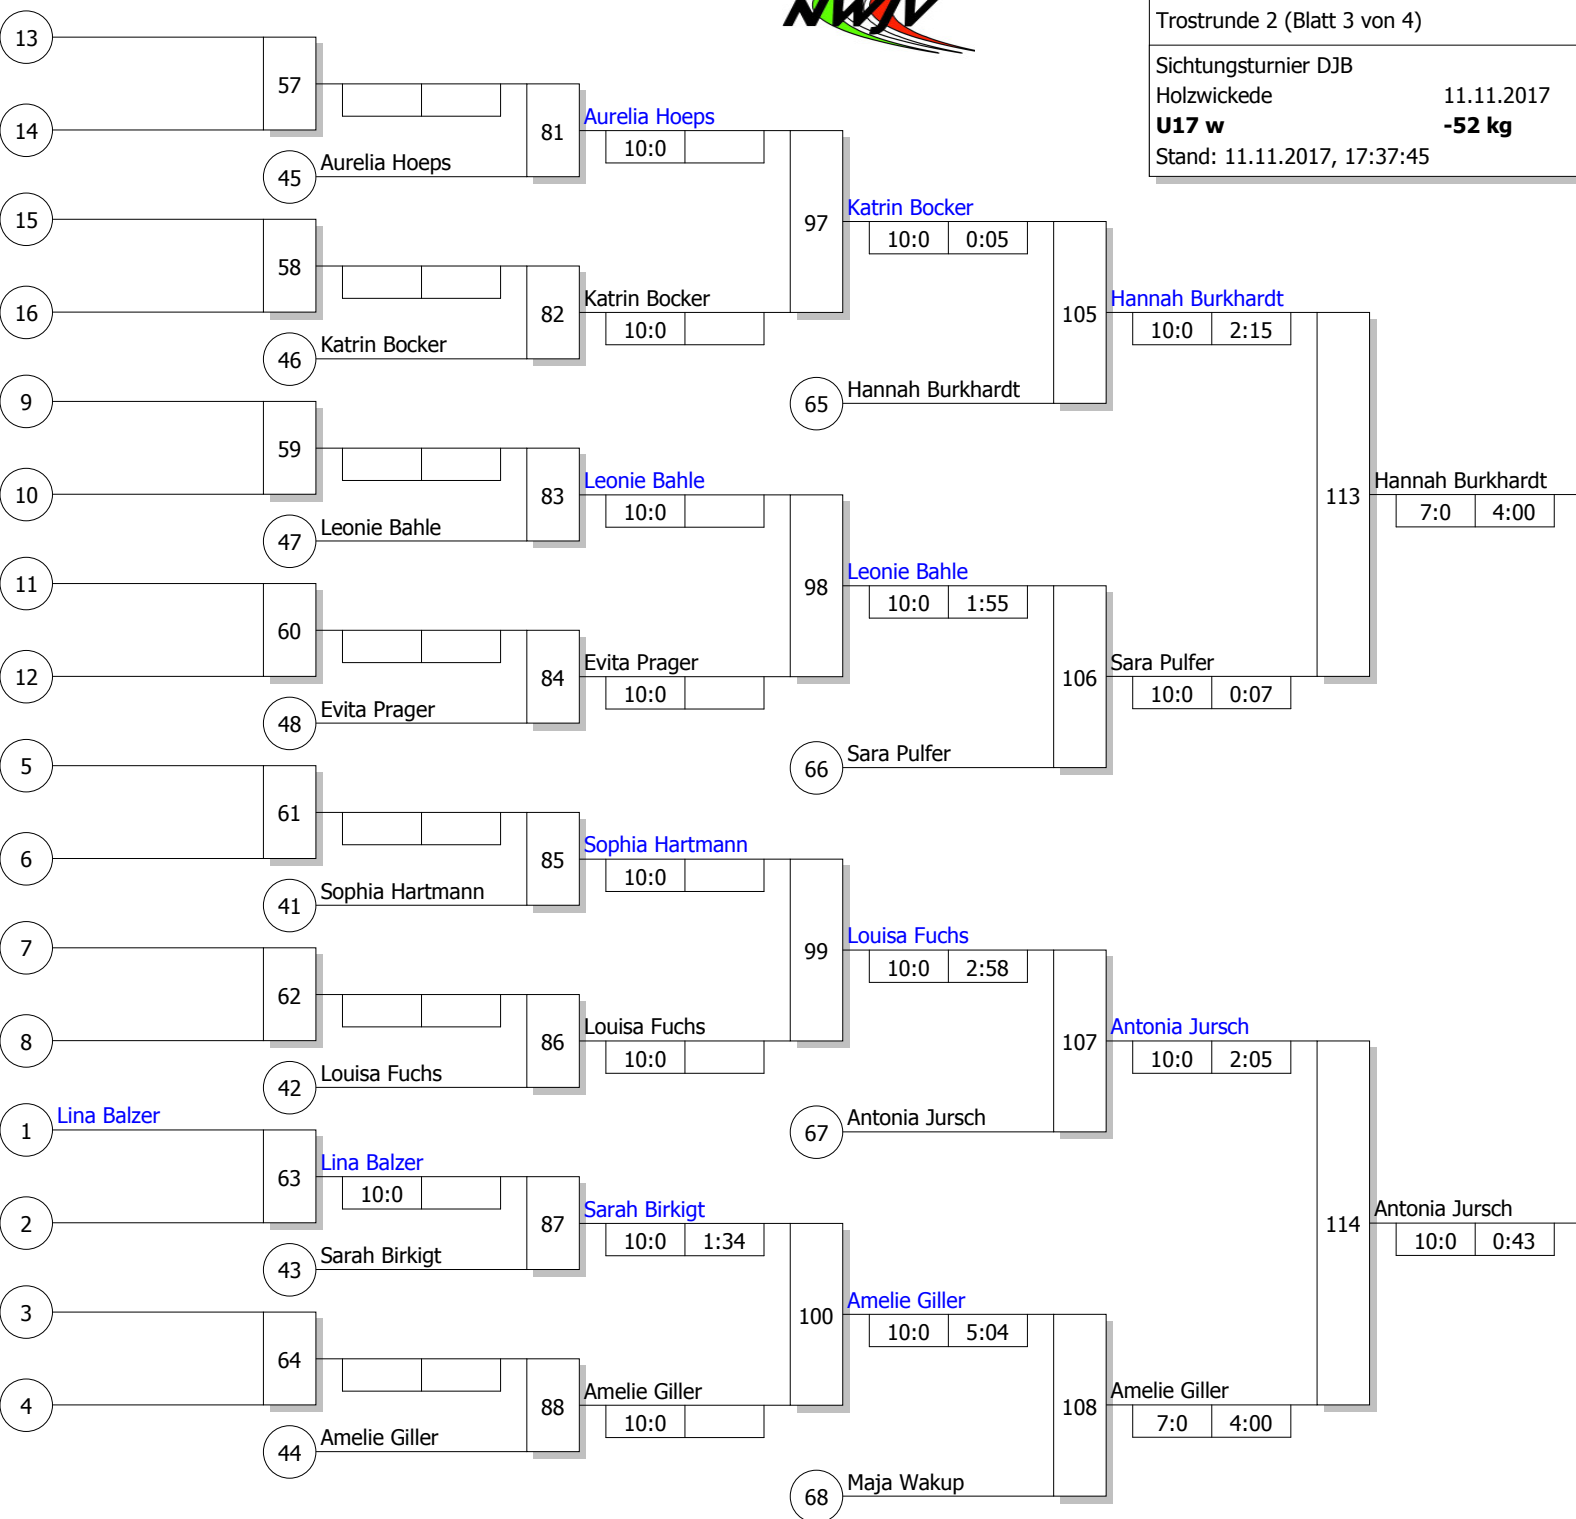 NWJV
Trostrunde 2 (Blatt 3 von 4)
Sichtungsturnier DJB
Holzwickede 11.11.2017
U17 w -52 kg
Stand: 11.11.2017, 17:37:45
13
57
14
81
Aurelia Hoeps
10:0
45
Aurelia Hoeps
15
97
Katrin Bocker
10:0 0:05
58
16
82
Katrin Bocker
10:0
46
Katrin Bocker
105
Hannah Burkhardt
10:0 2:15
65
Hannah Burkhardt
9
59
10
83
Leonie Bahle
10:0
47
Leonie Bahle
113
Hannah Burkhardt
7:0 4:00
11
98
Leonie Bahle
10:0 1:55
60
12
84
Evita Prager
10:0
48
Evita Prager
106
Sara Pulfer
10:0 0:07
66
Sara Pulfer
5
61
6
85
Sophia Hartmann
10:0
41
Sophia Hartmann
7
99
Louisa Fuchs
10:0 2:58
62
8
86
Louisa Fuchs
10:0
42
Louisa Fuchs
107
Antonia Jursch
10:0 2:05
67
Antonia Jursch
1
Lina Balzer
63
Lina Balzer
10:0
2
87
Sarah Birkigt
10:0 1:34
43
Sarah Birkigt
114
Antonia Jursch
10:0 0:43
3
100
Amelie Giller
10:0 5:04
64
4
88
Amelie Giller
10:0
44
Amelie Giller
108
Amelie Giller
7:0 4:00
68
Maja Wakup